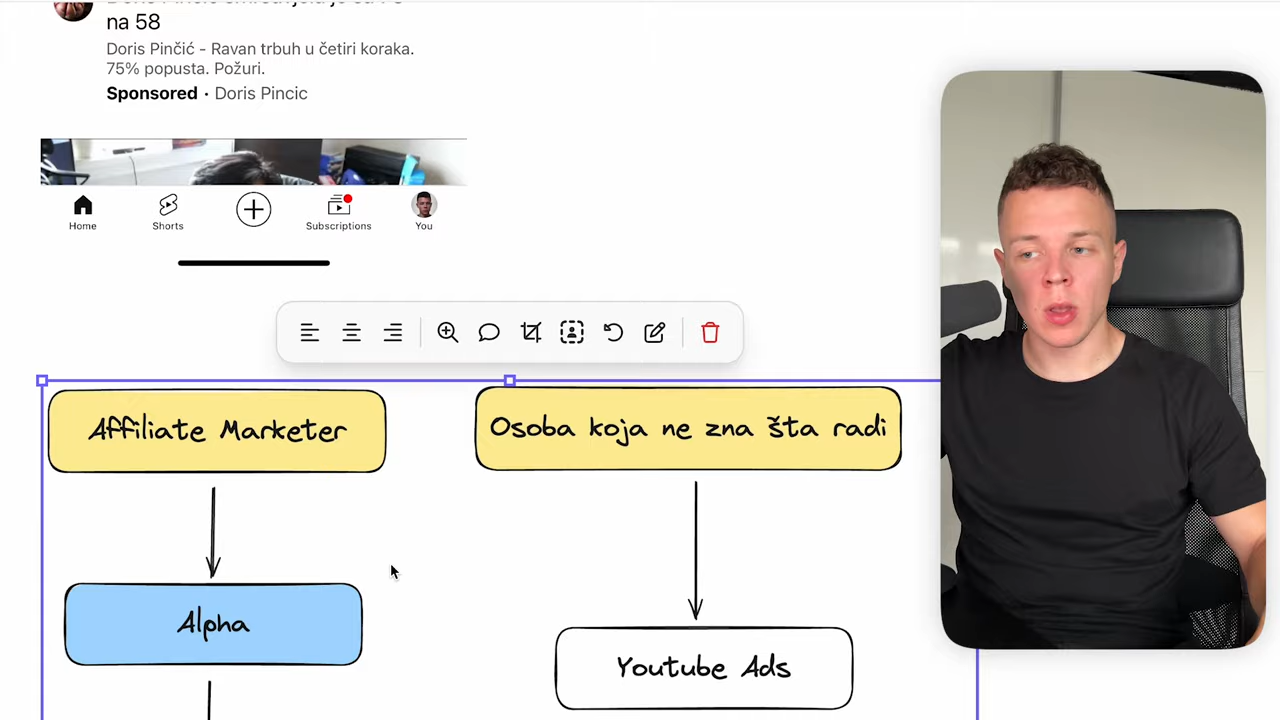 na 58
Doris Pinčić - Ravan trbuh u četiri koraka.
75% popusta. Požuri.
Sponsored · Doris Pincic
Home
Shorts
Subscriptions
You
Affiliate Marketer
Osoba koja ne zna šta radi
Alpha
Youtube Ads